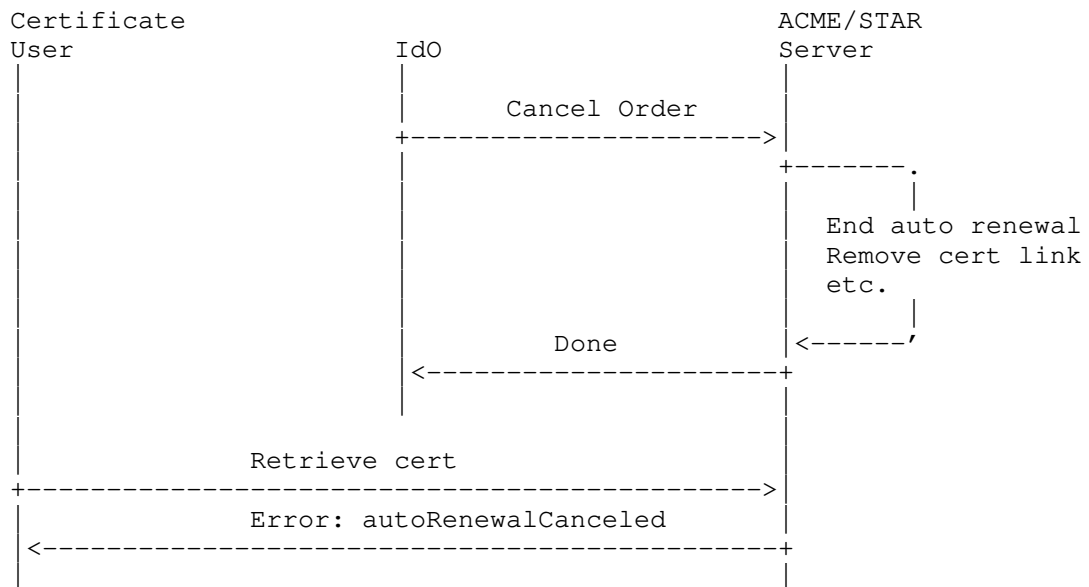 Certificate ACME/STAR
User IdO Server
Cancel Order
End auto renewal
Remove cert link
etc.
Done
Retrieve cert
Error: autoRenewalCanceled